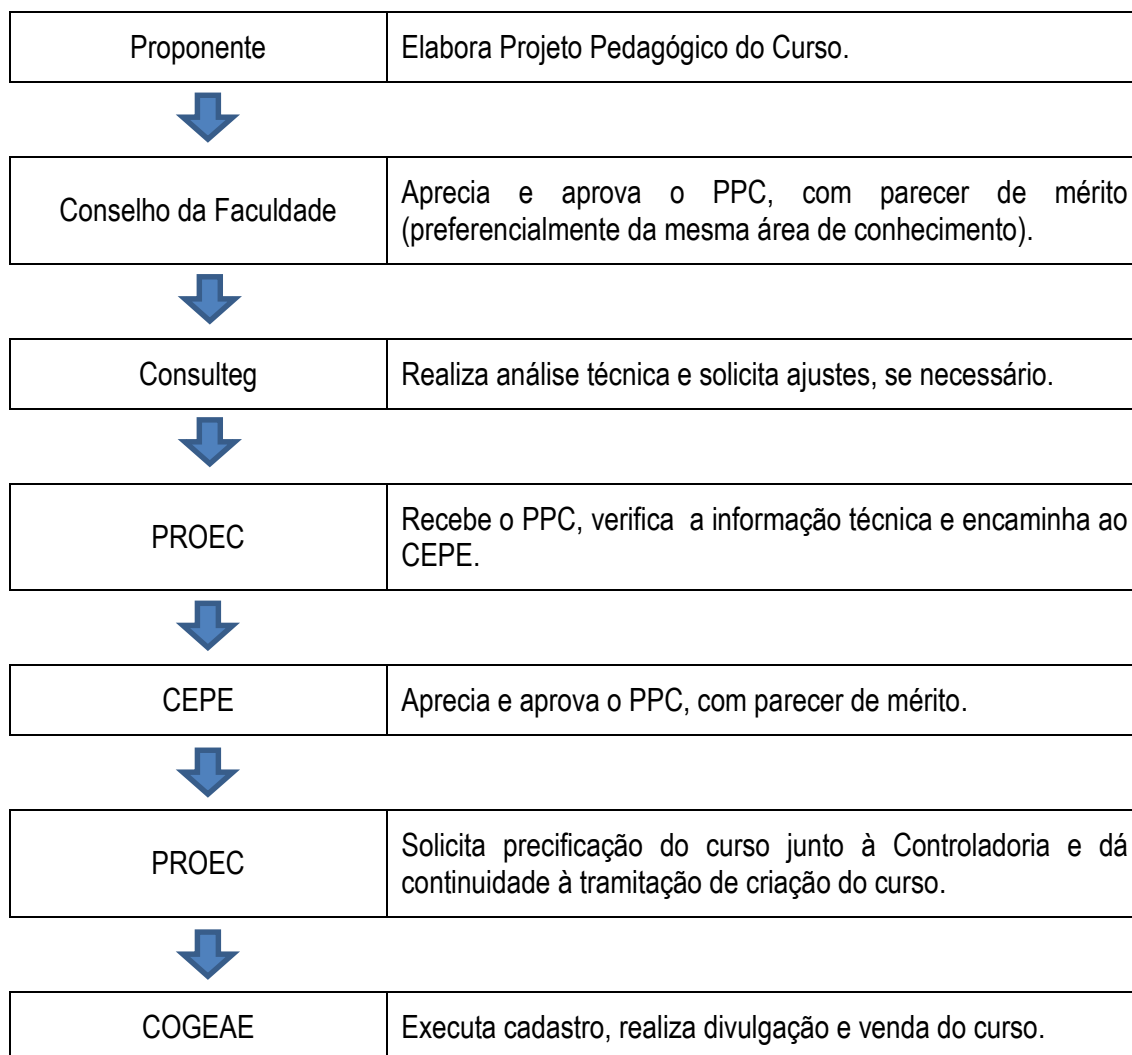 Proponente
Elabora Projeto Pedagógico do Curso.
Conselho da Faculdade
Aprecia e aprova o PPC, com parecer de mérito
(preferencialmente da mesma área de conhecimento).
Consulteg
Realiza análise técnica e solicita ajustes, se necessário.
PROEC
Recebe o PPC, verifica a informação técnica e encaminha ao
CEPE.
CEPE
Aprecia e aprova o PPC, com parecer de mérito.
PROEC
Solicita precificação do curso junto à Controladoria e dá
continuidade à tramitação de criação do curso.
COGEAE
Executa cadastro, realiza divulgação e venda do curso.